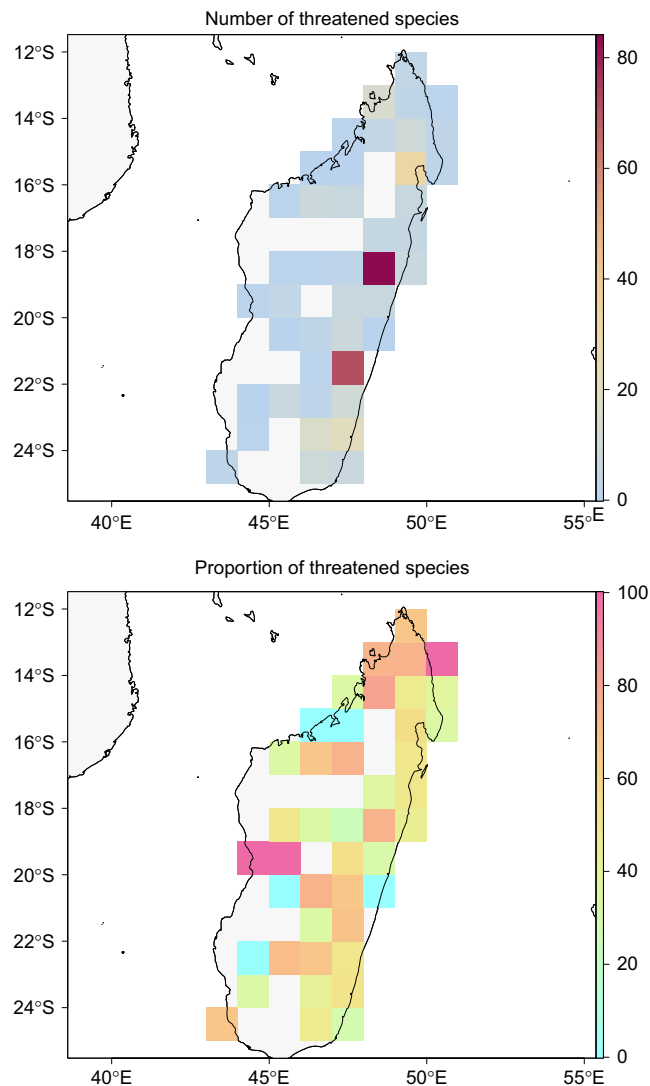 Number of threatened species
12°S
14°S
16°S
18°S
20°S
22°S
24°S
40°E
45°E
50°E
55°E
80
60
40
20
0
Proportion of threatened species
12°S
14°S
16°S
18°S
20°S
22°S
24°S
40°E
45°E
50°E
55°E
100
80
60
40
20
0